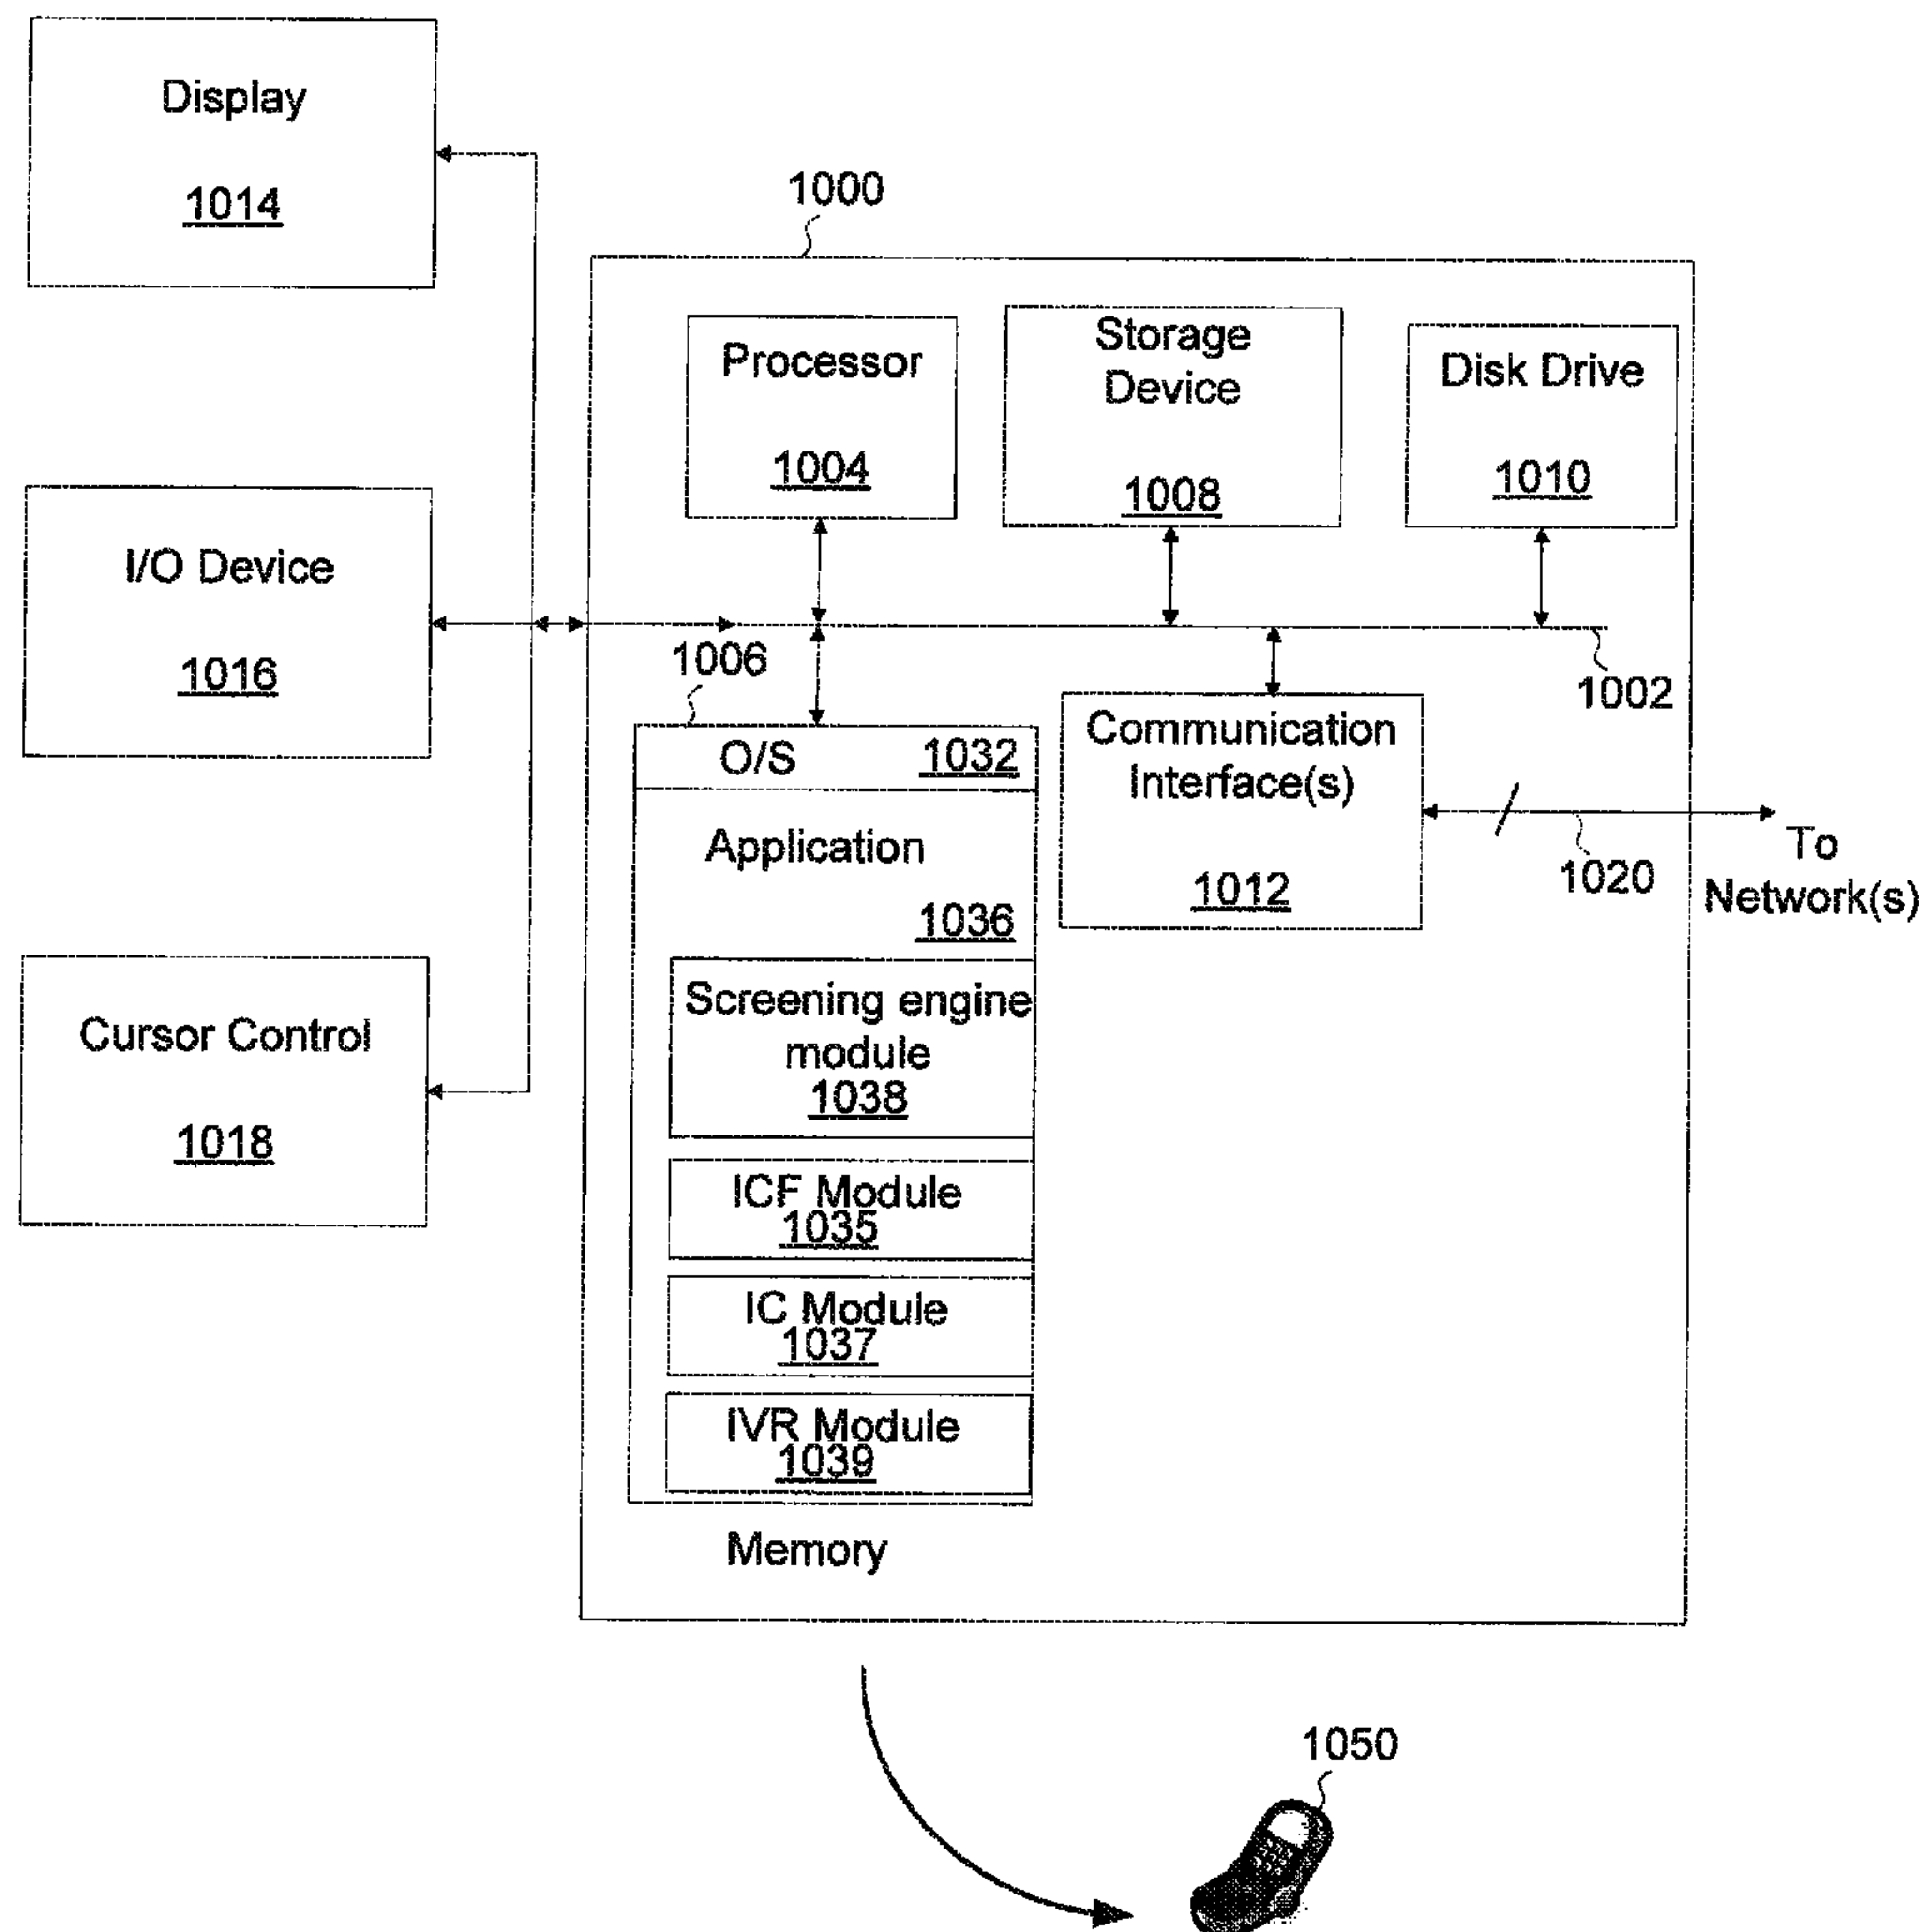 Display
1014
1000
Processor
1004
Storage
Device
1008
Disk Drive
1010
I/O Device
1016
1006
1002
O/S 1032
Application
1036
Screening engine
module
1038
ICF Module
1035
IC Module
1037
IVR Module
1039
Memory
Communication
Interface(s)
1012
1020
To
Network(s)
Cursor Control
1018
1050